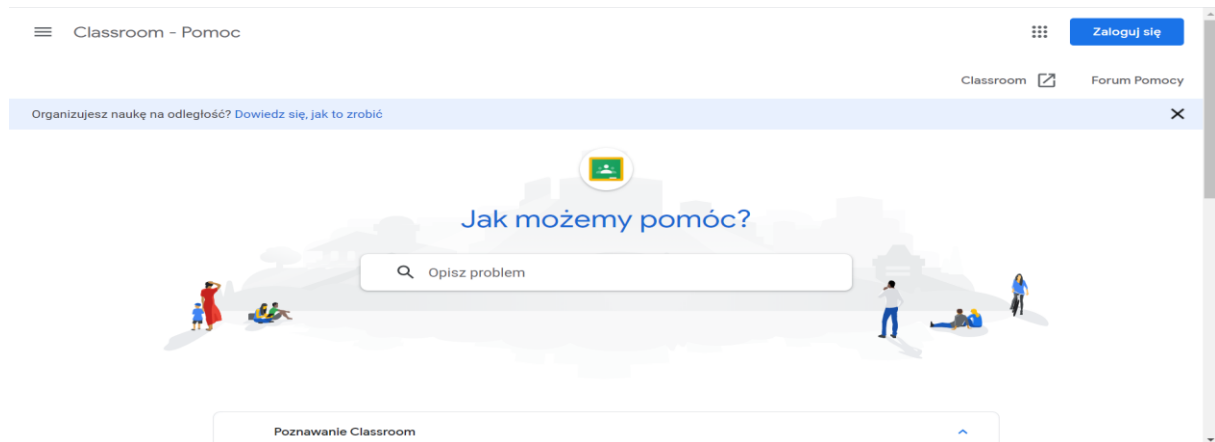 Classroom - Pomoc
Zaloguj się
Classroom
Forum Pomocy
Organizujesz naukę na odległość? Dowiedz się, jak to zrobić
Jak możemy pomóc?
Opisz problem
Poznawanie Classroom